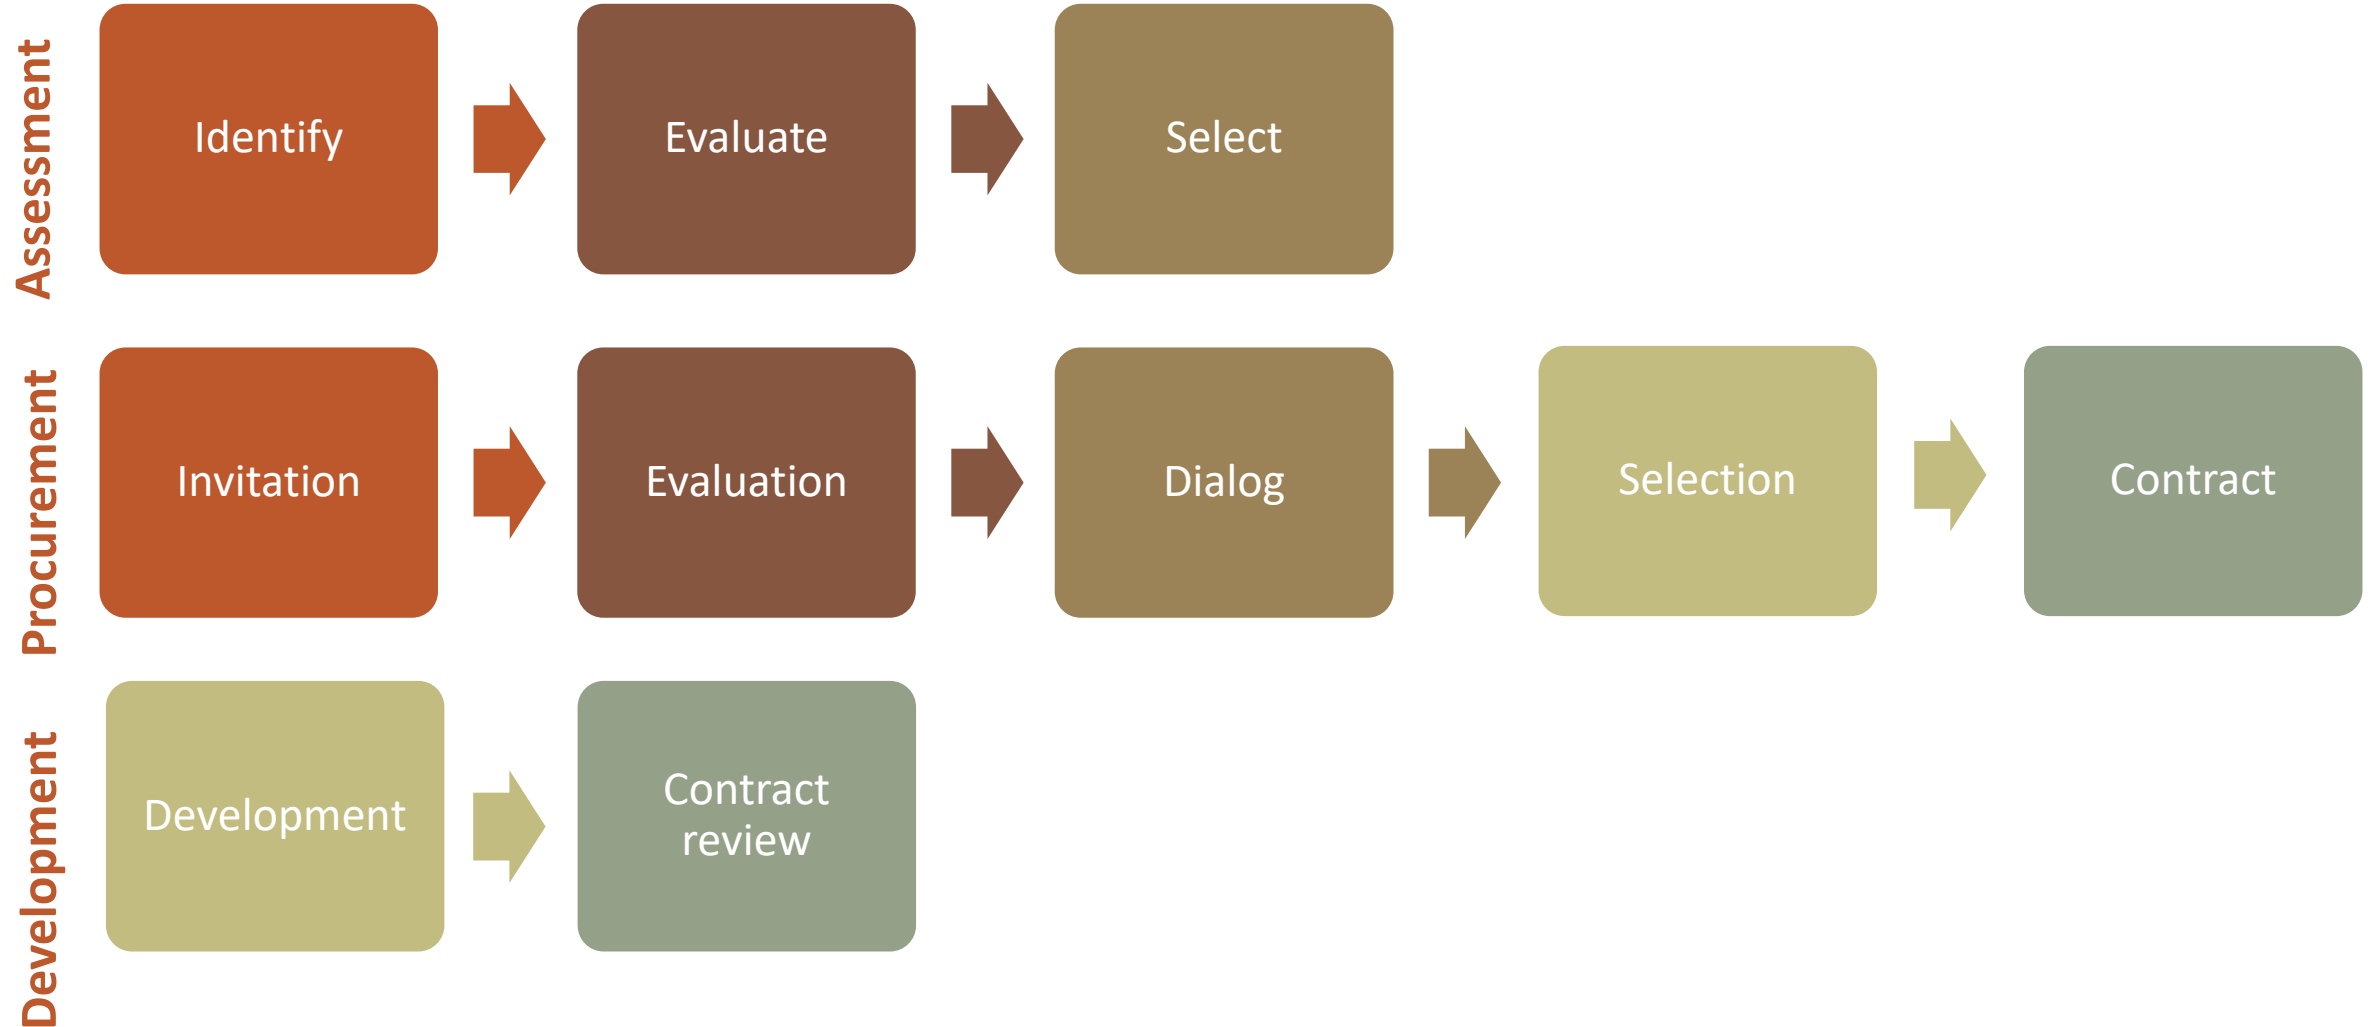 Assessment
Identify
Evaluate
Select
Procurement
Invitation
Evaluation
Dialog
Selection
Contract
Development
Development
Contract
review